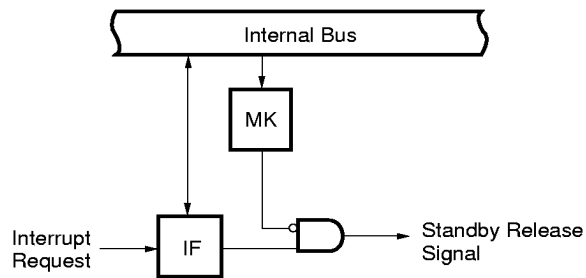 Internal Bus
MK
Interrupt
Request
IF
Standby Release
Signal